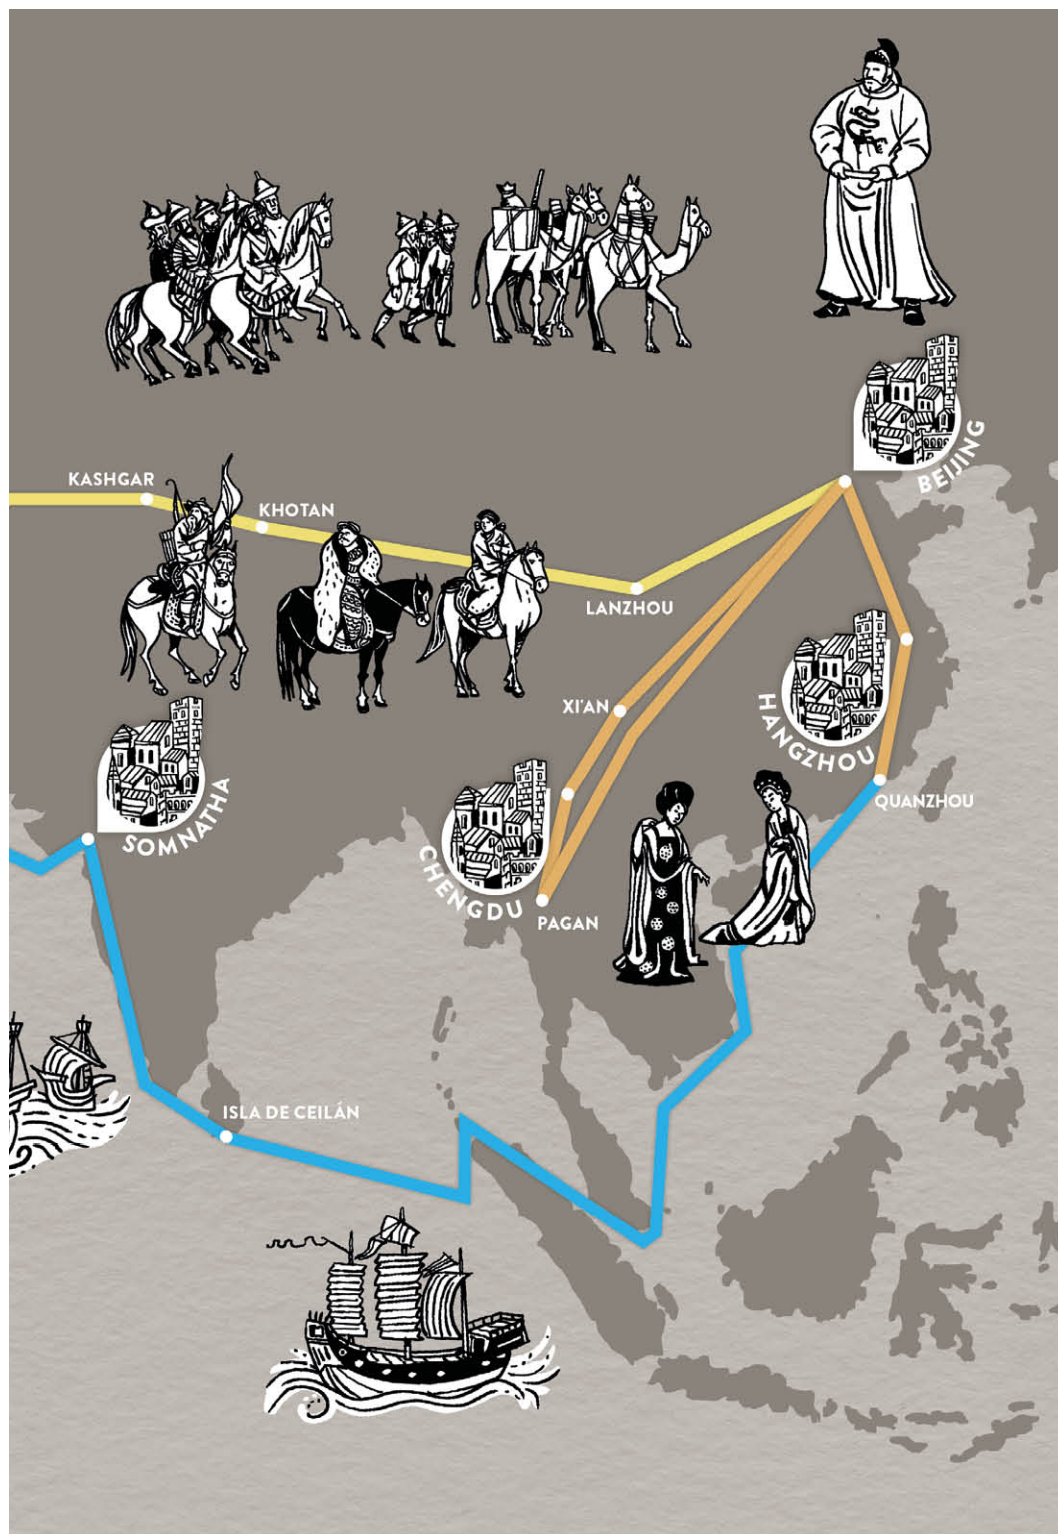 BEIJING
KASHGAR
KHOTAN
LANZHOU
XI'AN
HANGZHOU
SOMNATHA
QUANZHOU
CHENGDU
PAGAN
ISLA DE CEILÁN